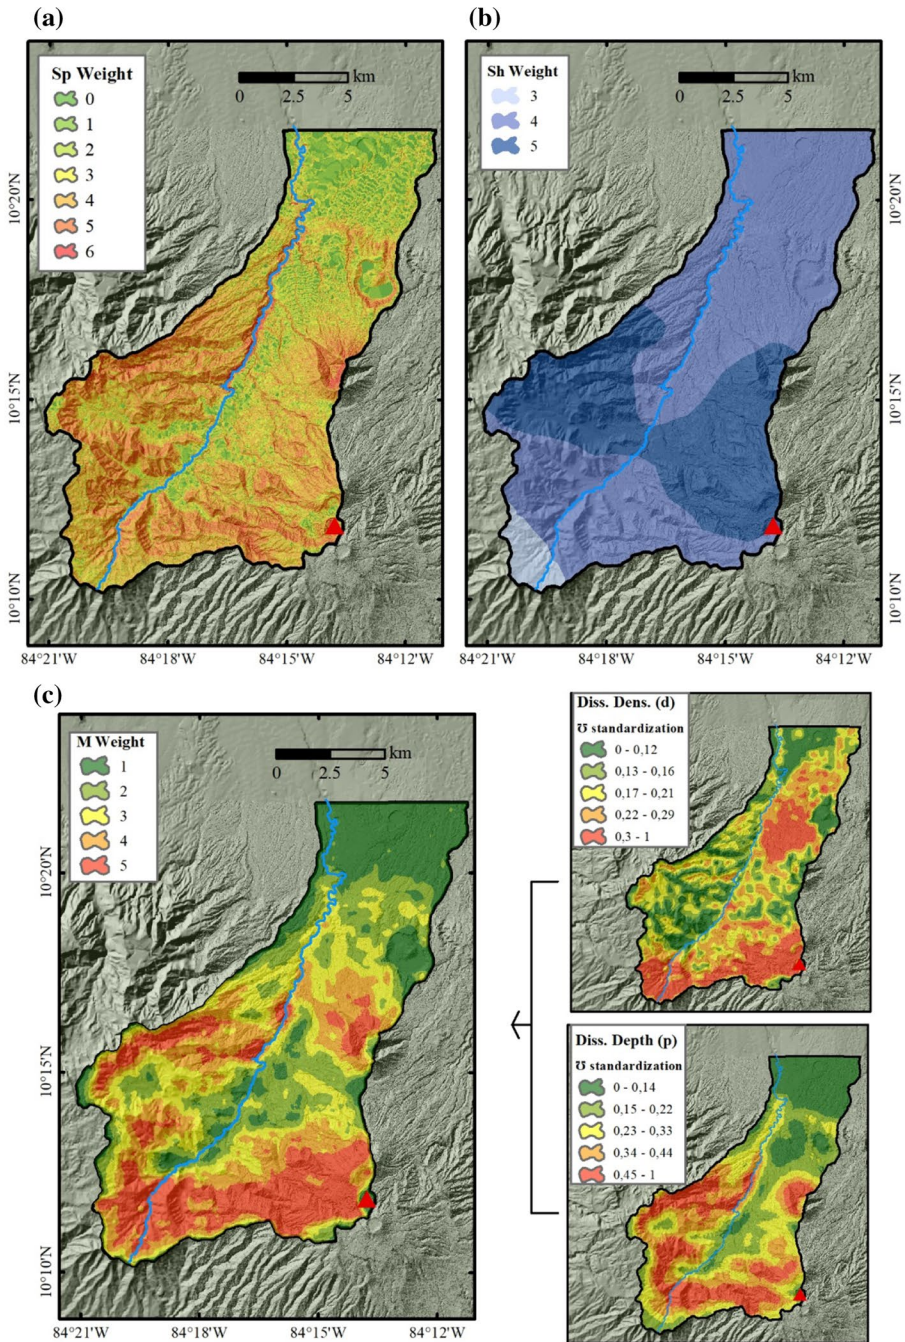 (a)
Sp Weight
0
1
2
3
4
5
6
km
0 2.5 5
10°20'N
10°15'N
10°10'N
84°21'W 84°18'W 84°15'W 84°12'W
(b)
Sh Weight
3
4
5
km
0 2.5 5
10°20'N
10°15'N
10°10'N
84°21'W 84°18'W 84°15'W 84°12'W
(c)
M Weight
1
2
3
4
5
km
0 2.5 5
10°20'N
10°15'N
10°10'N
84°21'W 84°18'W 84°15'W 84°12'W
Diss. Dens. (d)
Ʊ standardization
0 - 0,12
0,13 - 0,16
0,17 - 0,21
0,22 - 0,29
0,3 - 1
Diss. Depth (p)
Ʊ standardization
0 - 0,14
0,15 - 0,22
0,23 - 0,33
0,34 - 0,44
0,45 - 1